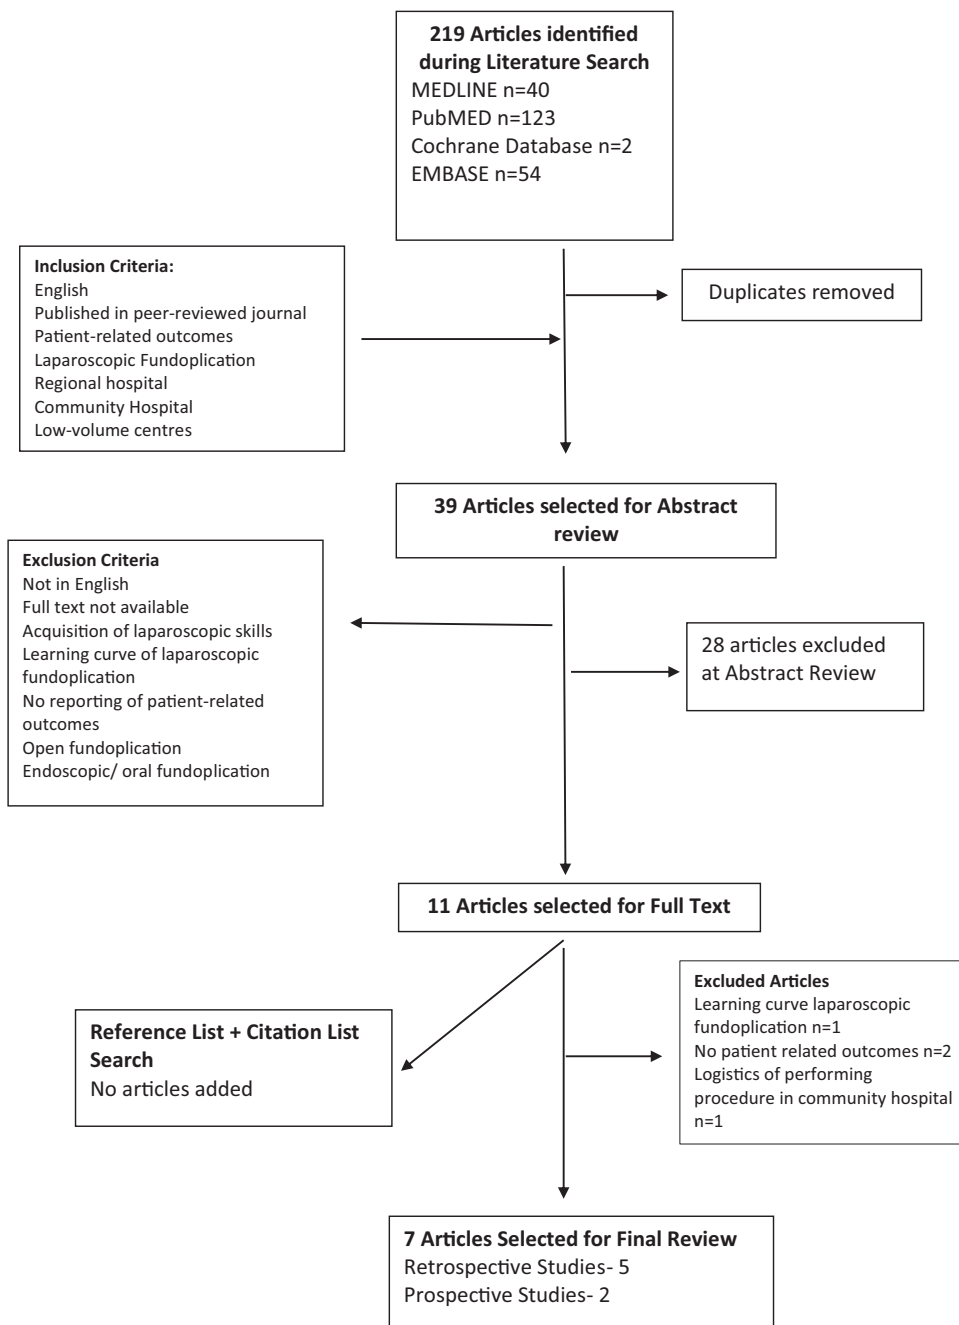 219 Articles identified
during Literature Search
MEDLINE n=40
PubMED n=123
Cochrane Database n=2
EMBASE n=54
Inclusion Criteria:
English
Published in peer-reviewed journal
Patient-related outcomes
Laparoscopic Fundoplication
Regional hospital
Community Hospital
Low-volume centres
Duplicates removed
39 Articles selected for Abstract
review
Exclusion Criteria
Not in English
Full text not available
Acquisition of laparoscopic skills
Learning curve of laparoscopic
fundoplication
No reporting of patient-related
outcomes
Open fundoplication
Endoscopic/ oral fundoplication
28 articles excluded
at Abstract Review
11 Articles selected for Full Text
Reference List + Citation List
Search
No articles added
Excluded Articles
Learning curve laparoscopic
fundoplication n=1
No patient related outcomes n=2
Logistics of performing
procedure in community hospital
n=1
7 Articles Selected for Final Review
Retrospective Studies- 5
Prospective Studies- 2